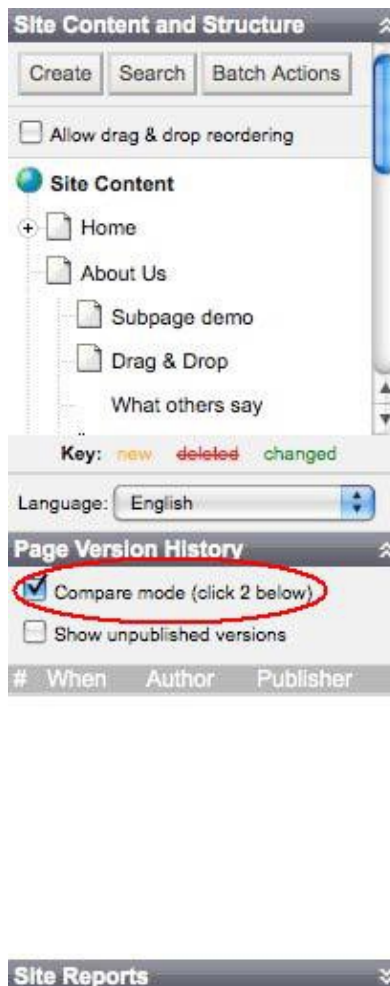 Site Content and Structure
Create Search Batch Actions
Allow drag & drop reordering
Site Content
Home
About Us
Subpage demo
Drag & Drop
What others say
Key: new deleted changed
Language: English
Page Version History
Compare mode (click 2 below)
Show unpublished versions
# When Author Publisher
Site Reports